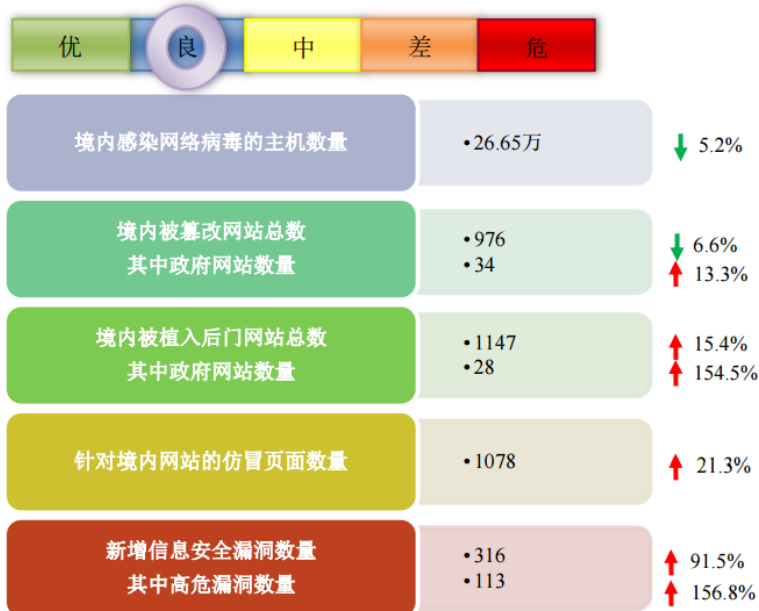 优 良 中 差 危
境内感染网络病毒的主机数量 •26.65万 5.2%
境内被篡改网站总数 •976 6.6%
其中政府网站数量 •34 13.3%
境内被植入后门网站总数 •1147 15.4%
其中政府网站数量 •28 154.5%
针对境内网站的仿冒页面数量 •1078 21.3%
新增信息安全漏洞数量 •316 91.5%
其中高危漏洞数量 •113 156.8%